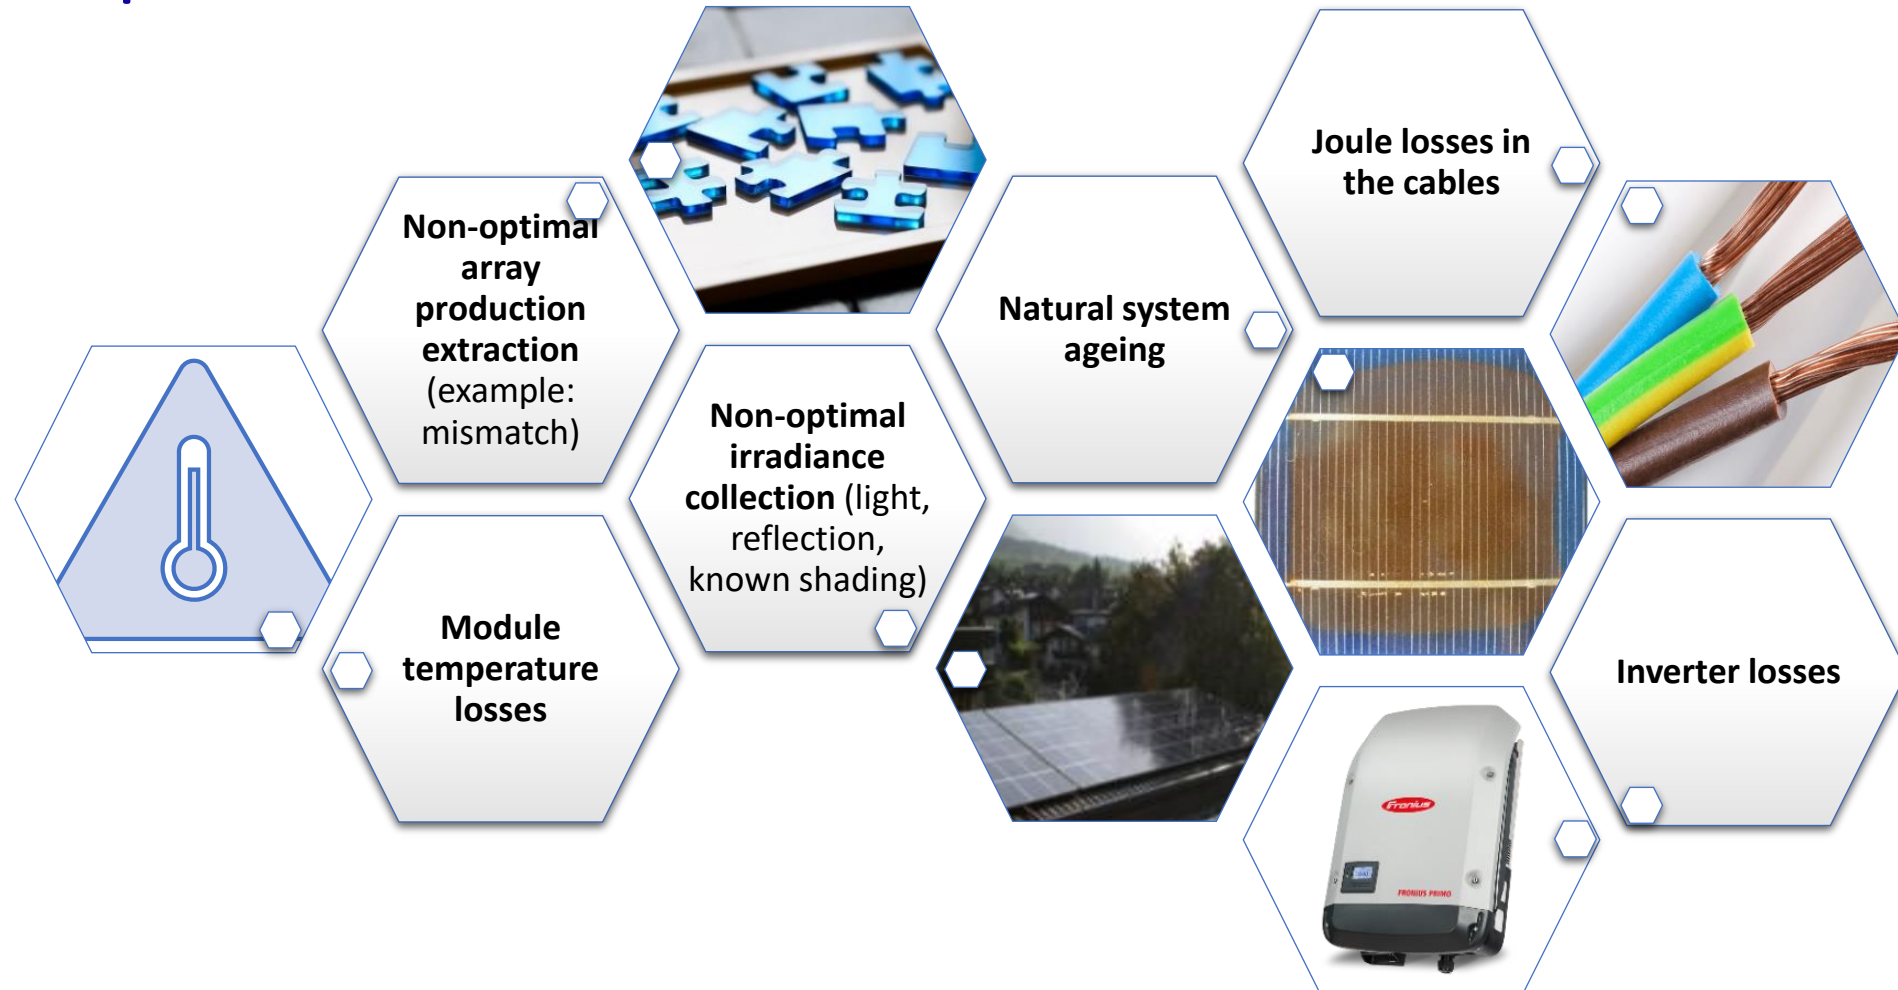 Non-optimal
array
production
extraction
(example:
mismatch)
Module
temperature
losses
Non-optimal
irradiance
collection (light,
reflection,
known shading)
Natural system
ageing
Joule losses in
the cables
Inverter losses
Fronius
FRONIUS PRIMO